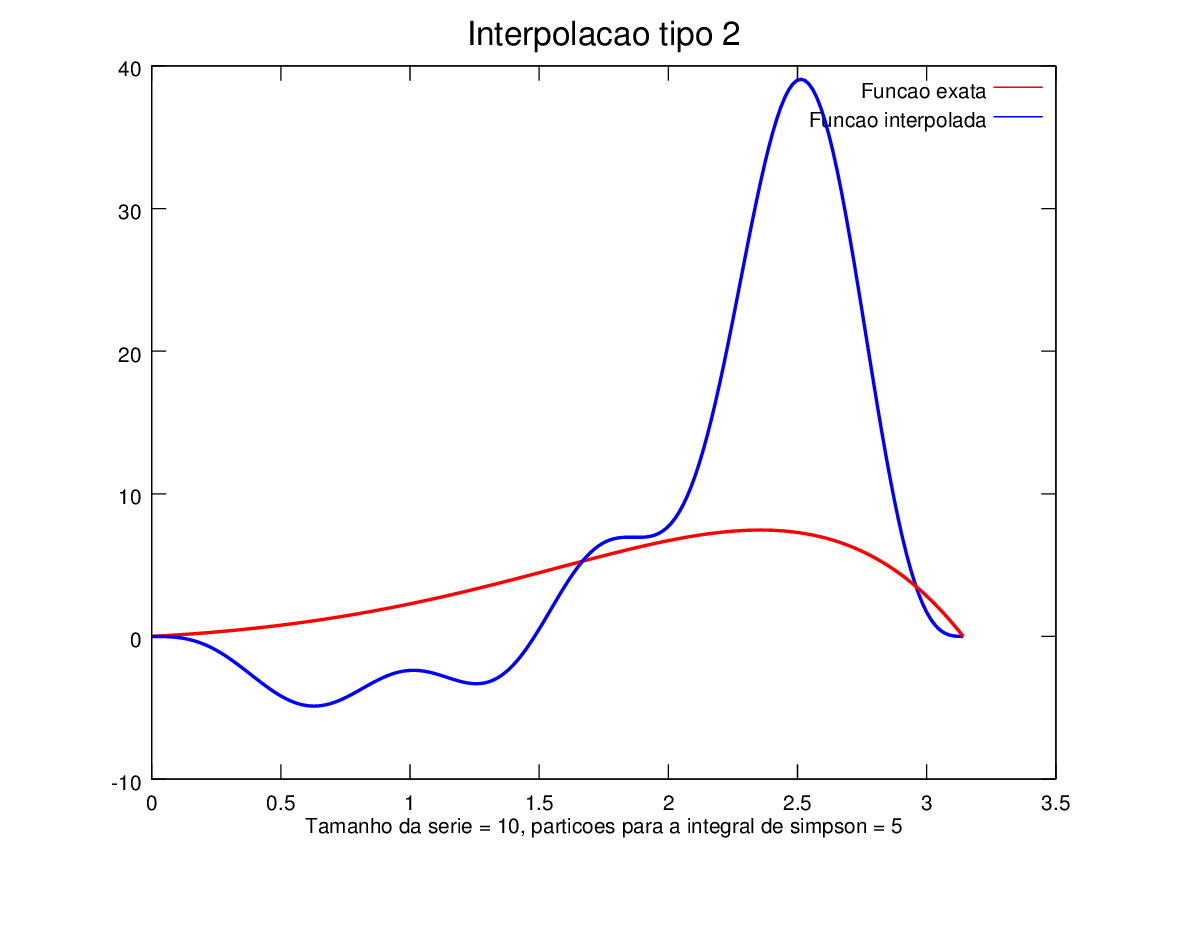 Interpolacao tipo 2
40
Funcao exata
Funcao interpolada
30
20
10
0
-10
0 0.5 1 1.5 2 2.5 3 3.5
Tamanho da serie = 10, particoes para a integral de simpson = 5